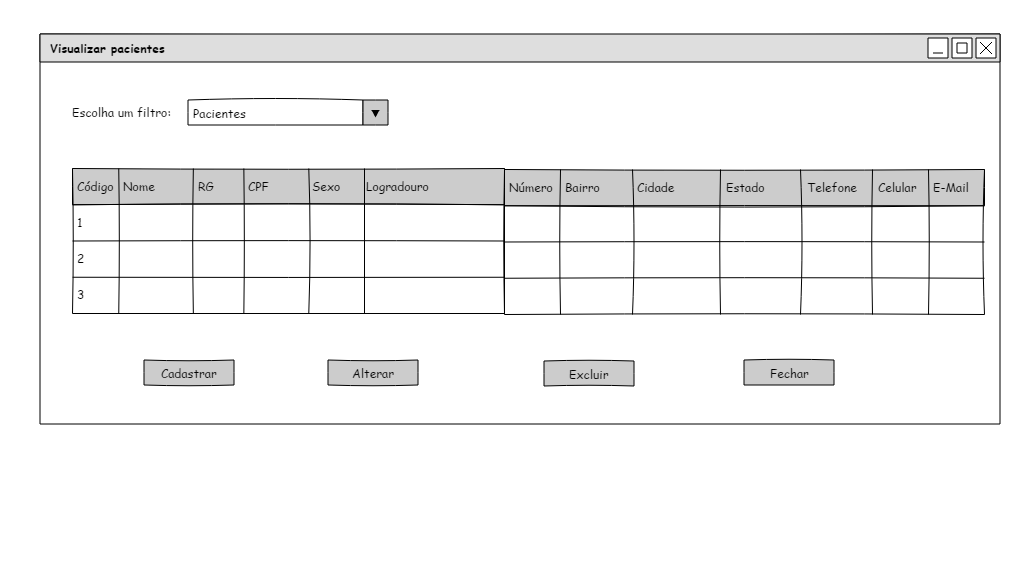 Visualizar pacientes
Escolha um filtro: Pacientes
Código Nome RG CPF Sexo Logradouro Número Bairro Cidade Estado Telefone Celular E-Mail
1
2
3
Cadastrar Alterar Excluir Fechar